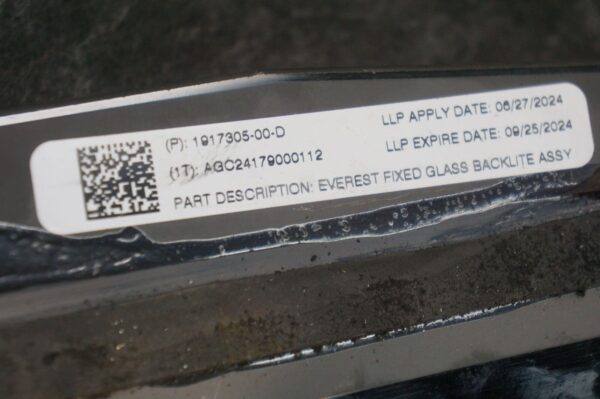 (P): 1917305-00-D
LLP APPLY DATE: 06/27/2024
(1T): AGC24179000112
LLP EXPIRE DATE: 09/25/2024
PART DESCRIPTION: EVEREST FIXED GLASS BACKLITE ASSY